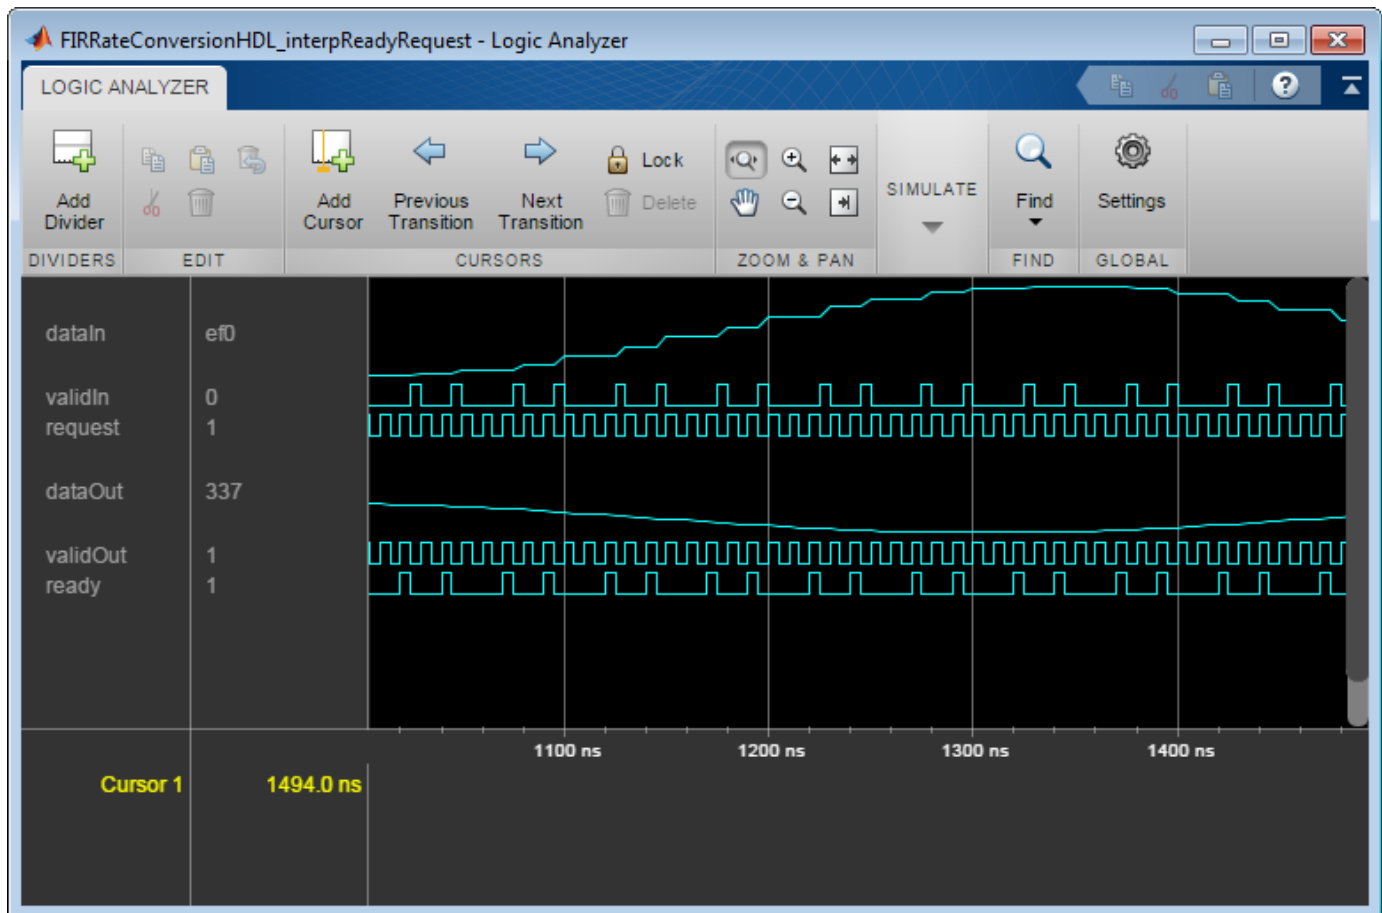 FIRRateConversionHDL_interpReadyRequest - Logic Analyzer
LOGIC ANALYZER
?
Add Divider
Add Cursor
Previous Transition
Next Transition
Lock
Delete
SIMULATE
Find
Settings
DIVIDERS
EDIT
CURSORS
ZOOM & PAN
FIND
GLOBAL
dataIn ef0
validIn 0
request 1
dataOut 337
validOut 1
ready 1
1100 ns 1200 ns 1300 ns 1400 ns
Cursor 1 1494.0 ns